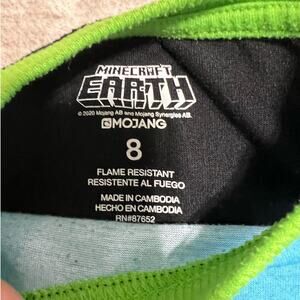 MINECRAFT
EARTH
© 2020 Mojang AB and Mojang Synergies AB.
MOJANG
8
FLAME RESISTANT
RESISTENTE AL FUEGO
MADE IN CAMBODIA
HECHO EN CAMBODIA
RN#87652